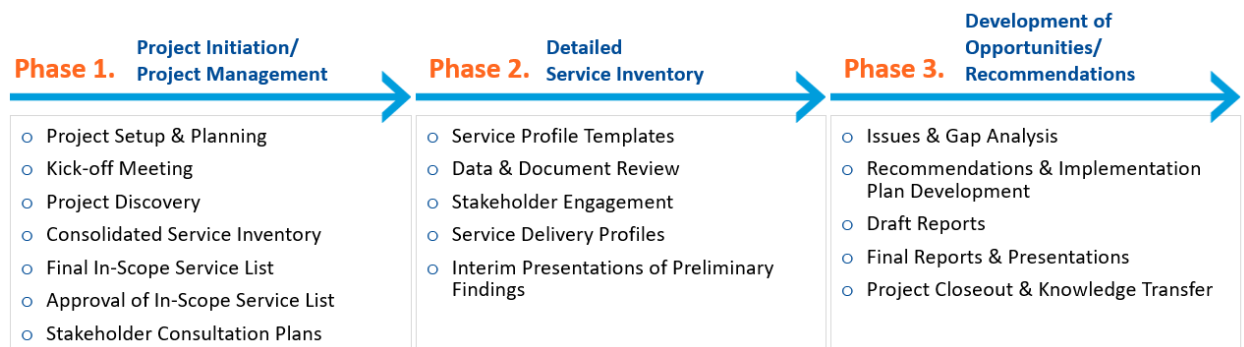 Phase 1.
Project Initiation/
Project Management
Project Setup & Planning
Kick-off Meeting
Project Discovery
Consolidated Service Inventory
Final In-Scope Service List
Approval of In-Scope Service List
Stakeholder Consultation Plans
Phase 2.
Detailed
Service Inventory
Service Profile Templates
Data & Document Review
Stakeholder Engagement
Service Delivery Profiles
Interim Presentations of Preliminary
Findings
Phase 3.
Development of
Opportunities/
Recommendations
Issues & Gap Analysis
Recommendations & Implementation
Plan Development
Draft Reports
Final Reports & Presentations
Project Closeout & Knowledge Transfer